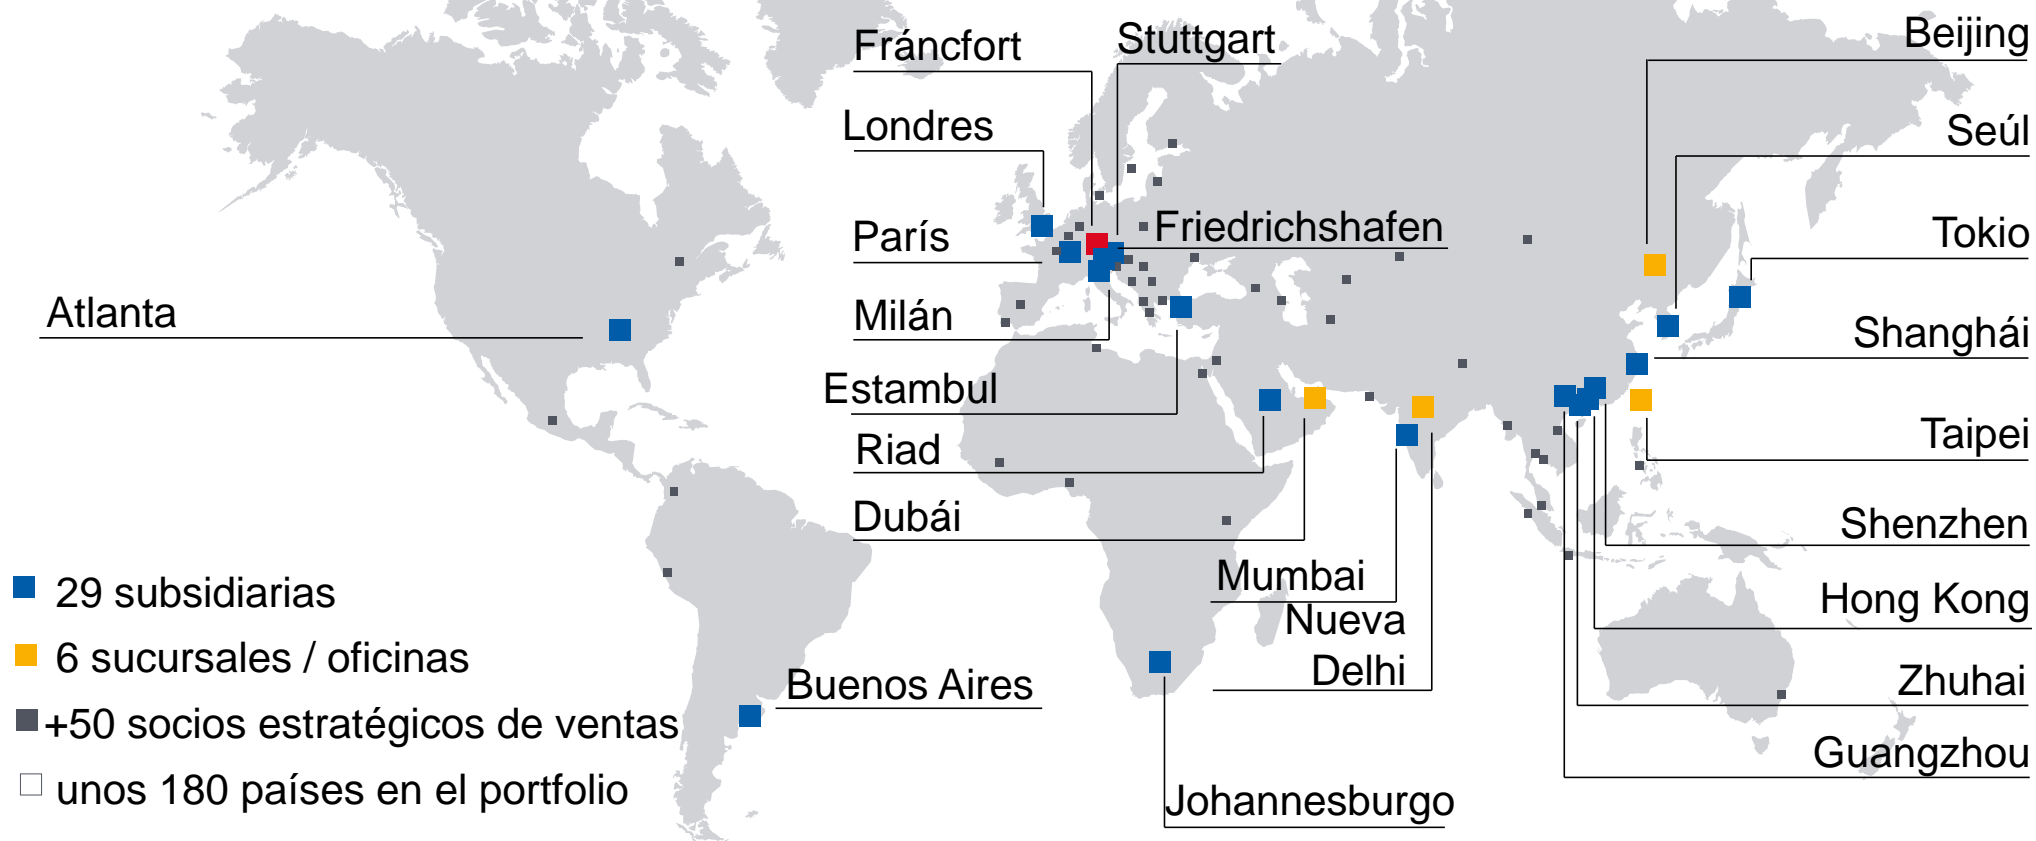 Fráncfort
Stuttgart
Beijing
Londres
Seúl
París
Friedrichshafen
Tokio
Atlanta
Milán
Shanghái
Estambul
Riad
Taipei
Dubái
Shenzhen
Mumbai
Nueva
Delhi
Hong Kong
29 subsidiarias
6 sucursales / oficinas
Buenos Aires
Zhuhai
+50 socios estratégicos de ventas
Guangzhou
unos 180 países en el portfolio
Johannesburgo